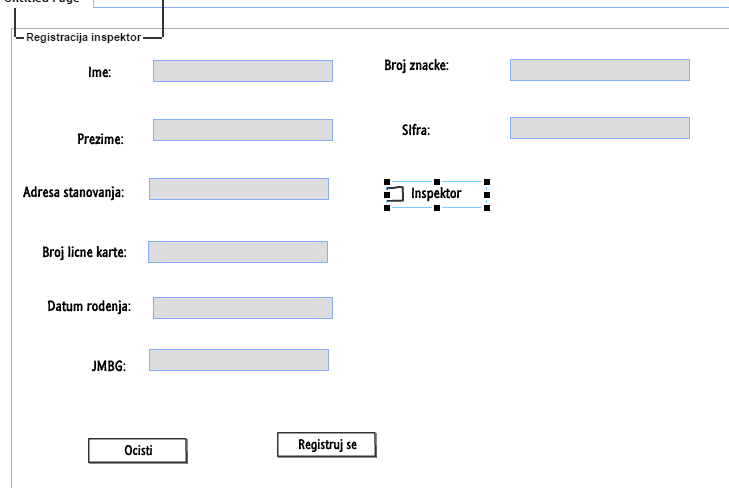 Untitled Page
Registracija inspektor
Ime:
Broj znacke:
Prezime:
SIfra:
Adresa stanovanja:
Inspektor
Broj licne karte:
Datum rodenja:
JMBG:
Ocisti
Registruj se